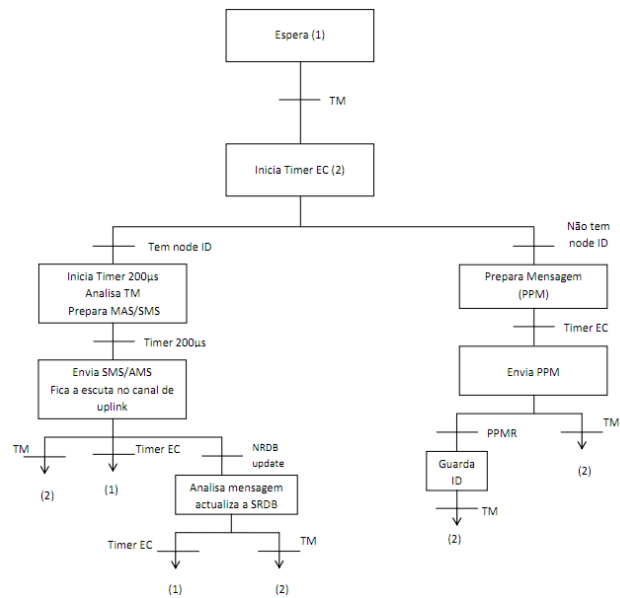 Espera (1)
TM
Inicia Timer EC (2)
Tem node ID
Não tem
node ID
Inicia Timer 200µs
Analisa TM
Prepara MAS/SMS
Prepara Mensagem
(PPM)
Timer 200µs
Timer EC
Envia SMS/AMS
Fica a escuta no canal de
uplink
Envia PPM
TM
Timer EC
NRDB
update
PPMR
TM
(2)
(1)
Analisa mensagem
actualiza a SRDB
Guarda
ID
(2)
Timer EC
TM
TM
(2)
(1)
(2)